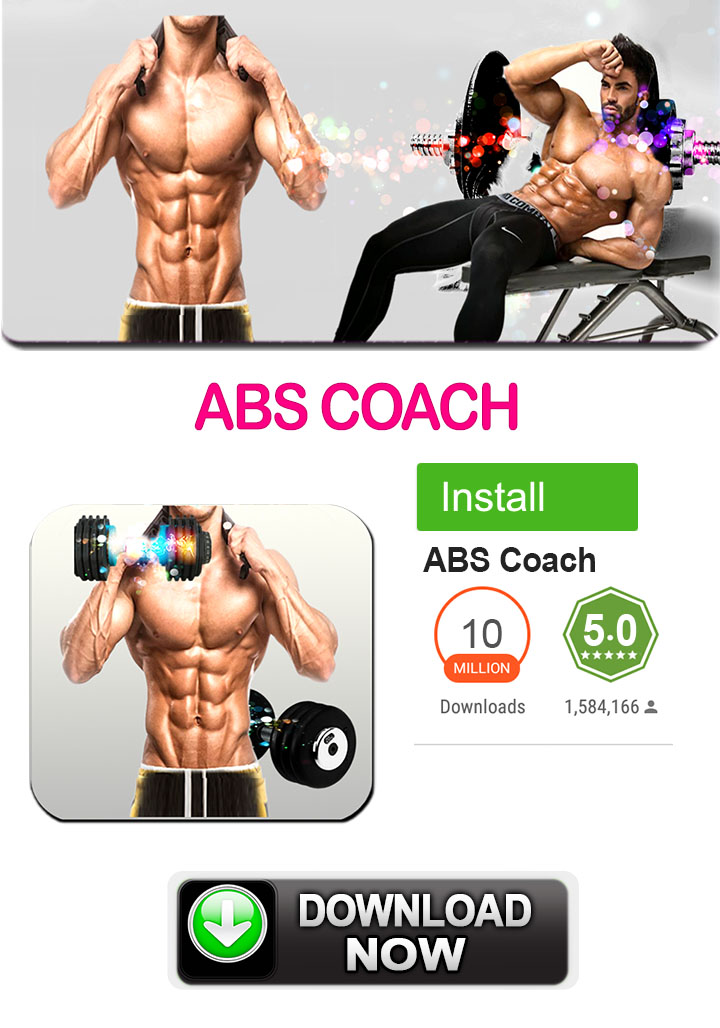 ABS COACH
Install
ABS Coach
10
MILLION
Downloads
5.0
1,584,166
DOWNLOAD
NOW